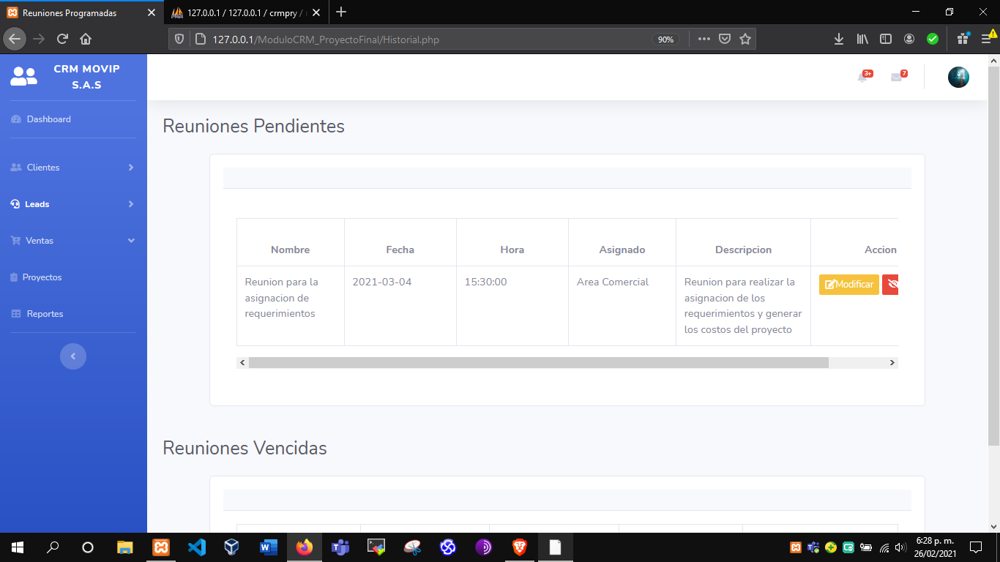 Reuniones Programadas
127.0.0.1 / 127.0.0.1 / crmpry /
127.0.0.1/ModuloCRM_ProyectoFinal/Historial.php
90%
CRM MOVIP
S.A.S
3+
7
Dashboard
Clientes
Leads
Ventas
Proyectos
Reportes
Reuniones Pendientes
Nombre Fecha Hora Asignado Descripcion Accion
Reunion para la 2021-03-04 15:30:00 Area Comercial Reunion para realizar la Modificar
asignacion de asignacion de los
requerimientos requerimientos y generar
los costos del proyecto
Reuniones Vencidas
6:28 p. m.
26/02/2021